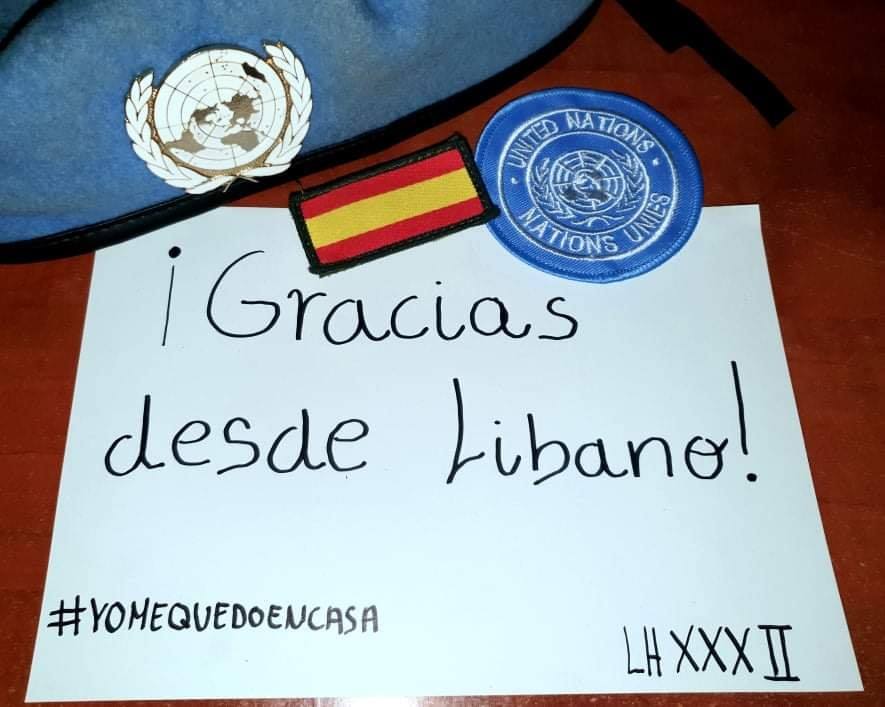 UNITED NATIONS
NATIONS UNIES
¡Gracias
desde Libano!
#YOMEQUEDOENCASA
LH XXXII